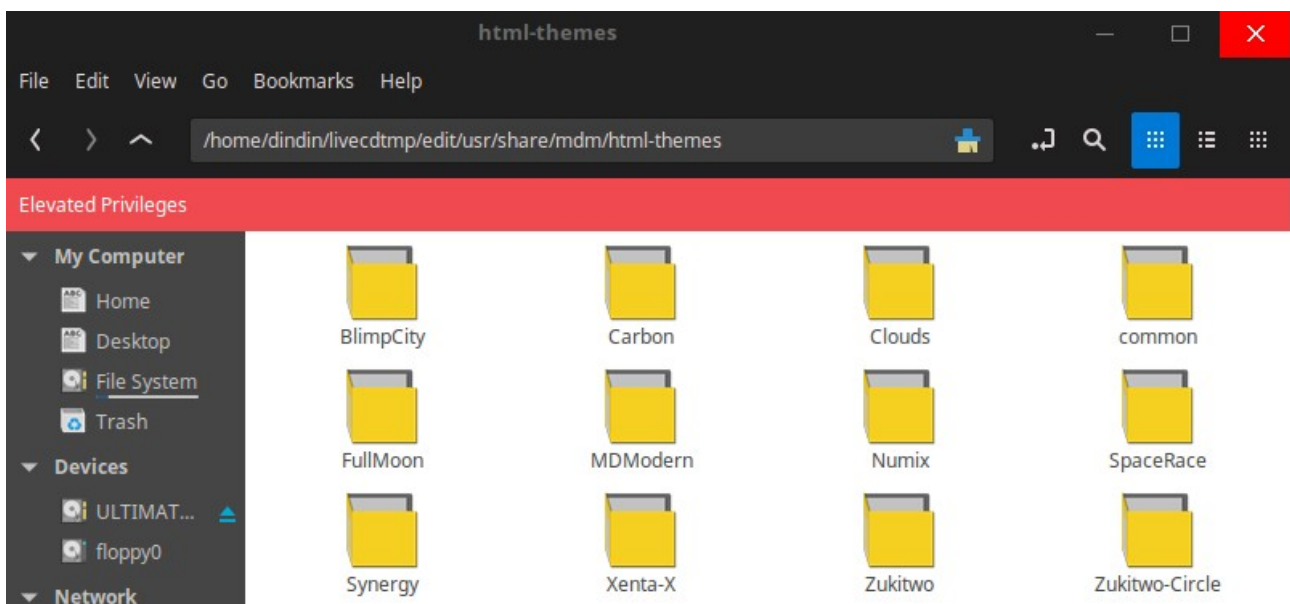 html-themes
File Edit View Go Bookmarks Help
/home/dindin/livecdtmp/edit/usr/share/mdm/html-themes
Elevated Privileges
My Computer
Home
Desktop
File System
Trash
Devices
ULTIMAT...
floppy0
Network
BlimpCity Carbon Clouds common
FullMoon MDModern Numix SpaceRace
Synergy Xenta-X Zukitwo Zukitwo-Circle